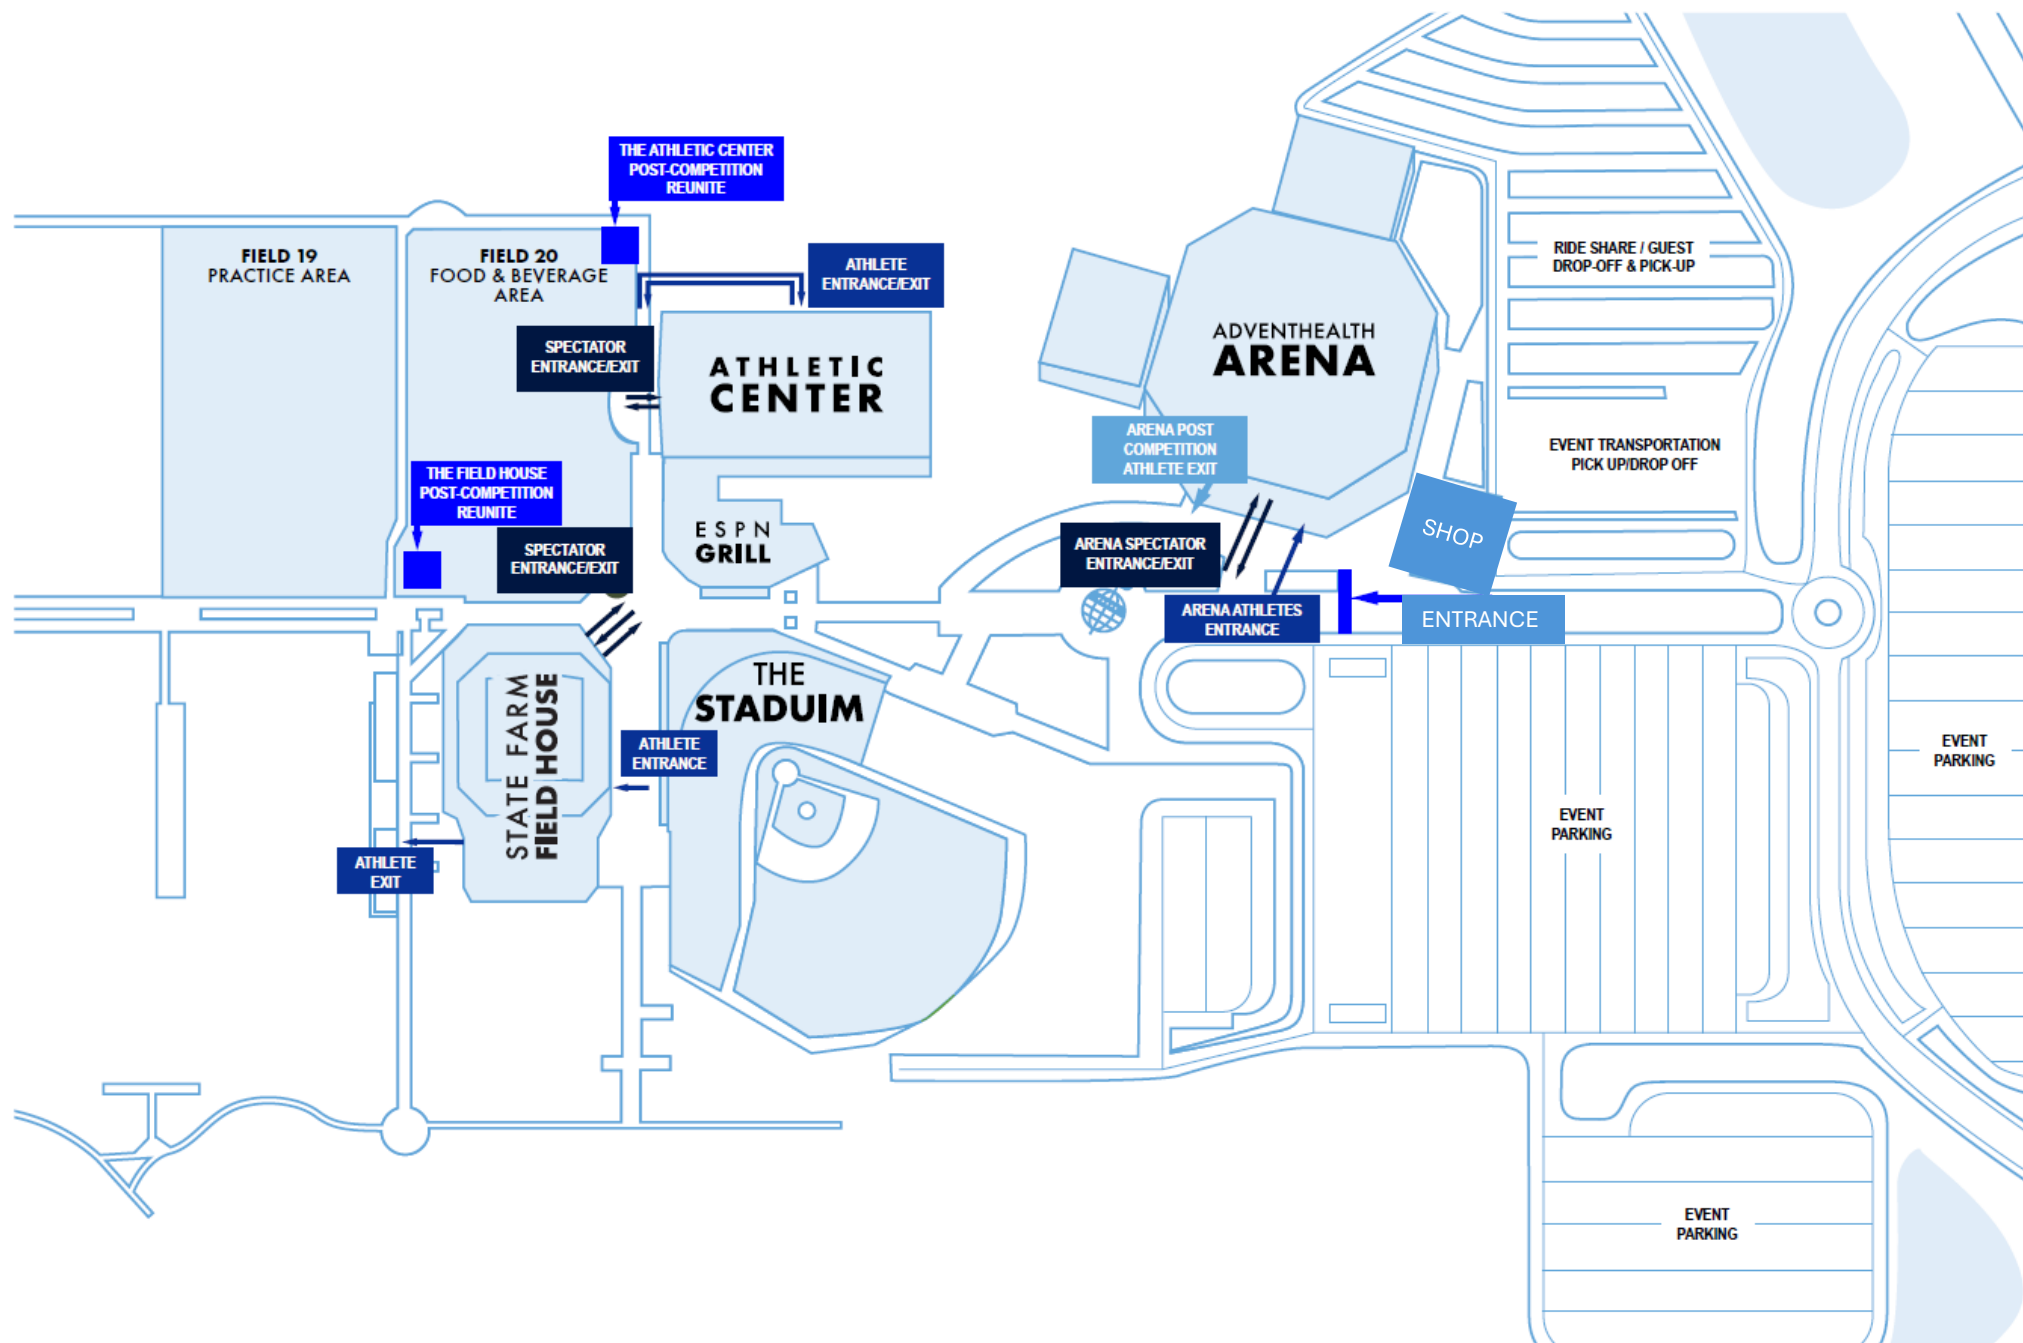 THE ATHLETIC CENTER
POST-COMPETITION
REUNITE
FIELD 19
PRACTICE AREA
FIELD 20
FOOD & BEVERAGE
AREA
ATHLETE
ENTRANCE/EXIT
SPECTATOR
ENTRANCE/EXIT
ATHLETIC
CENTER
THE FIELD HOUSE
POST-COMPETITION
REUNITE
SPECTATOR
ENTRANCE/EXIT
ESPN
GRILL
ADVENTHEALTH
ARENA
RIDE SHARE / GUEST
DROP-OFF & PICK-UP
EVENT TRANSPORTATION
PICK UP/DROP OFF
ARENA POST
COMPETITION
ATHLETE EXIT
ARENA SPECTATOR
ENTRANCE/EXIT
SHOP
ARENA ATHLETES
ENTRANCE
ENTRANCE
STATE FARM
FIELD HOUSE
THE
STADUIM
ATHLETE
ENTRANCE
ATHLETE
EXIT
EVENT
PARKING
EVENT
PARKING
EVENT
PARKING